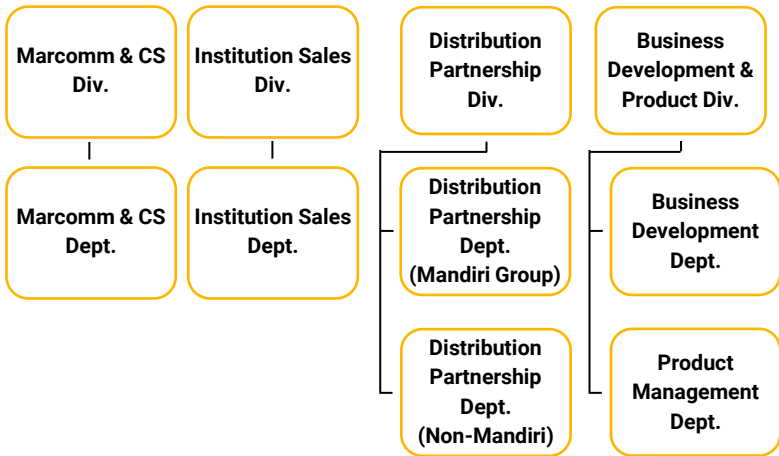 Marcomm & CS
Div.
Institution Sales
Div.
Distribution
Partnership
Div.
Business
Development &
Product Div.
Marcomm & CS
Dept.
Institution Sales
Dept.
Distribution
Partnership
Dept.
(Mandiri Group)
Business
Development
Dept.
Distribution
Partnership
Dept.
(Non-Mandiri)
Product
Management
Dept.